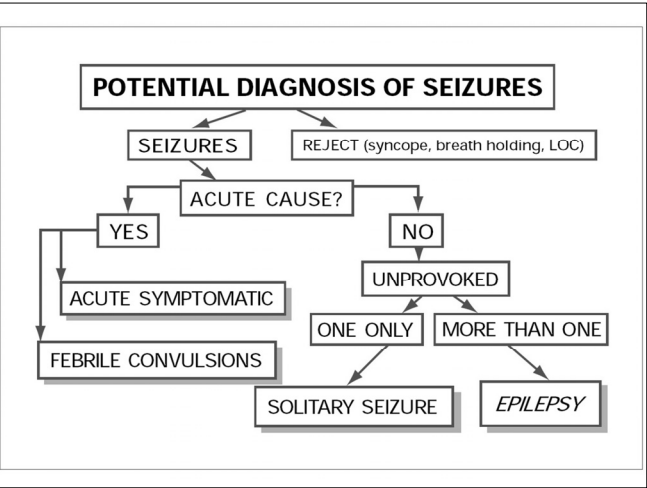 POTENTIAL DIAGNOSIS OF SEIZURES
SEIZURES
REJECT (syncope, breath holding, LOC)
ACUTE CAUSE?
YES
NO
UNPROVOKED
ACUTE SYMPTOMATIC
ONE ONLY
MORE THAN ONE
FEBRILE CONVULSIONS
SOLITARY SEIZURE
EPILEPSY